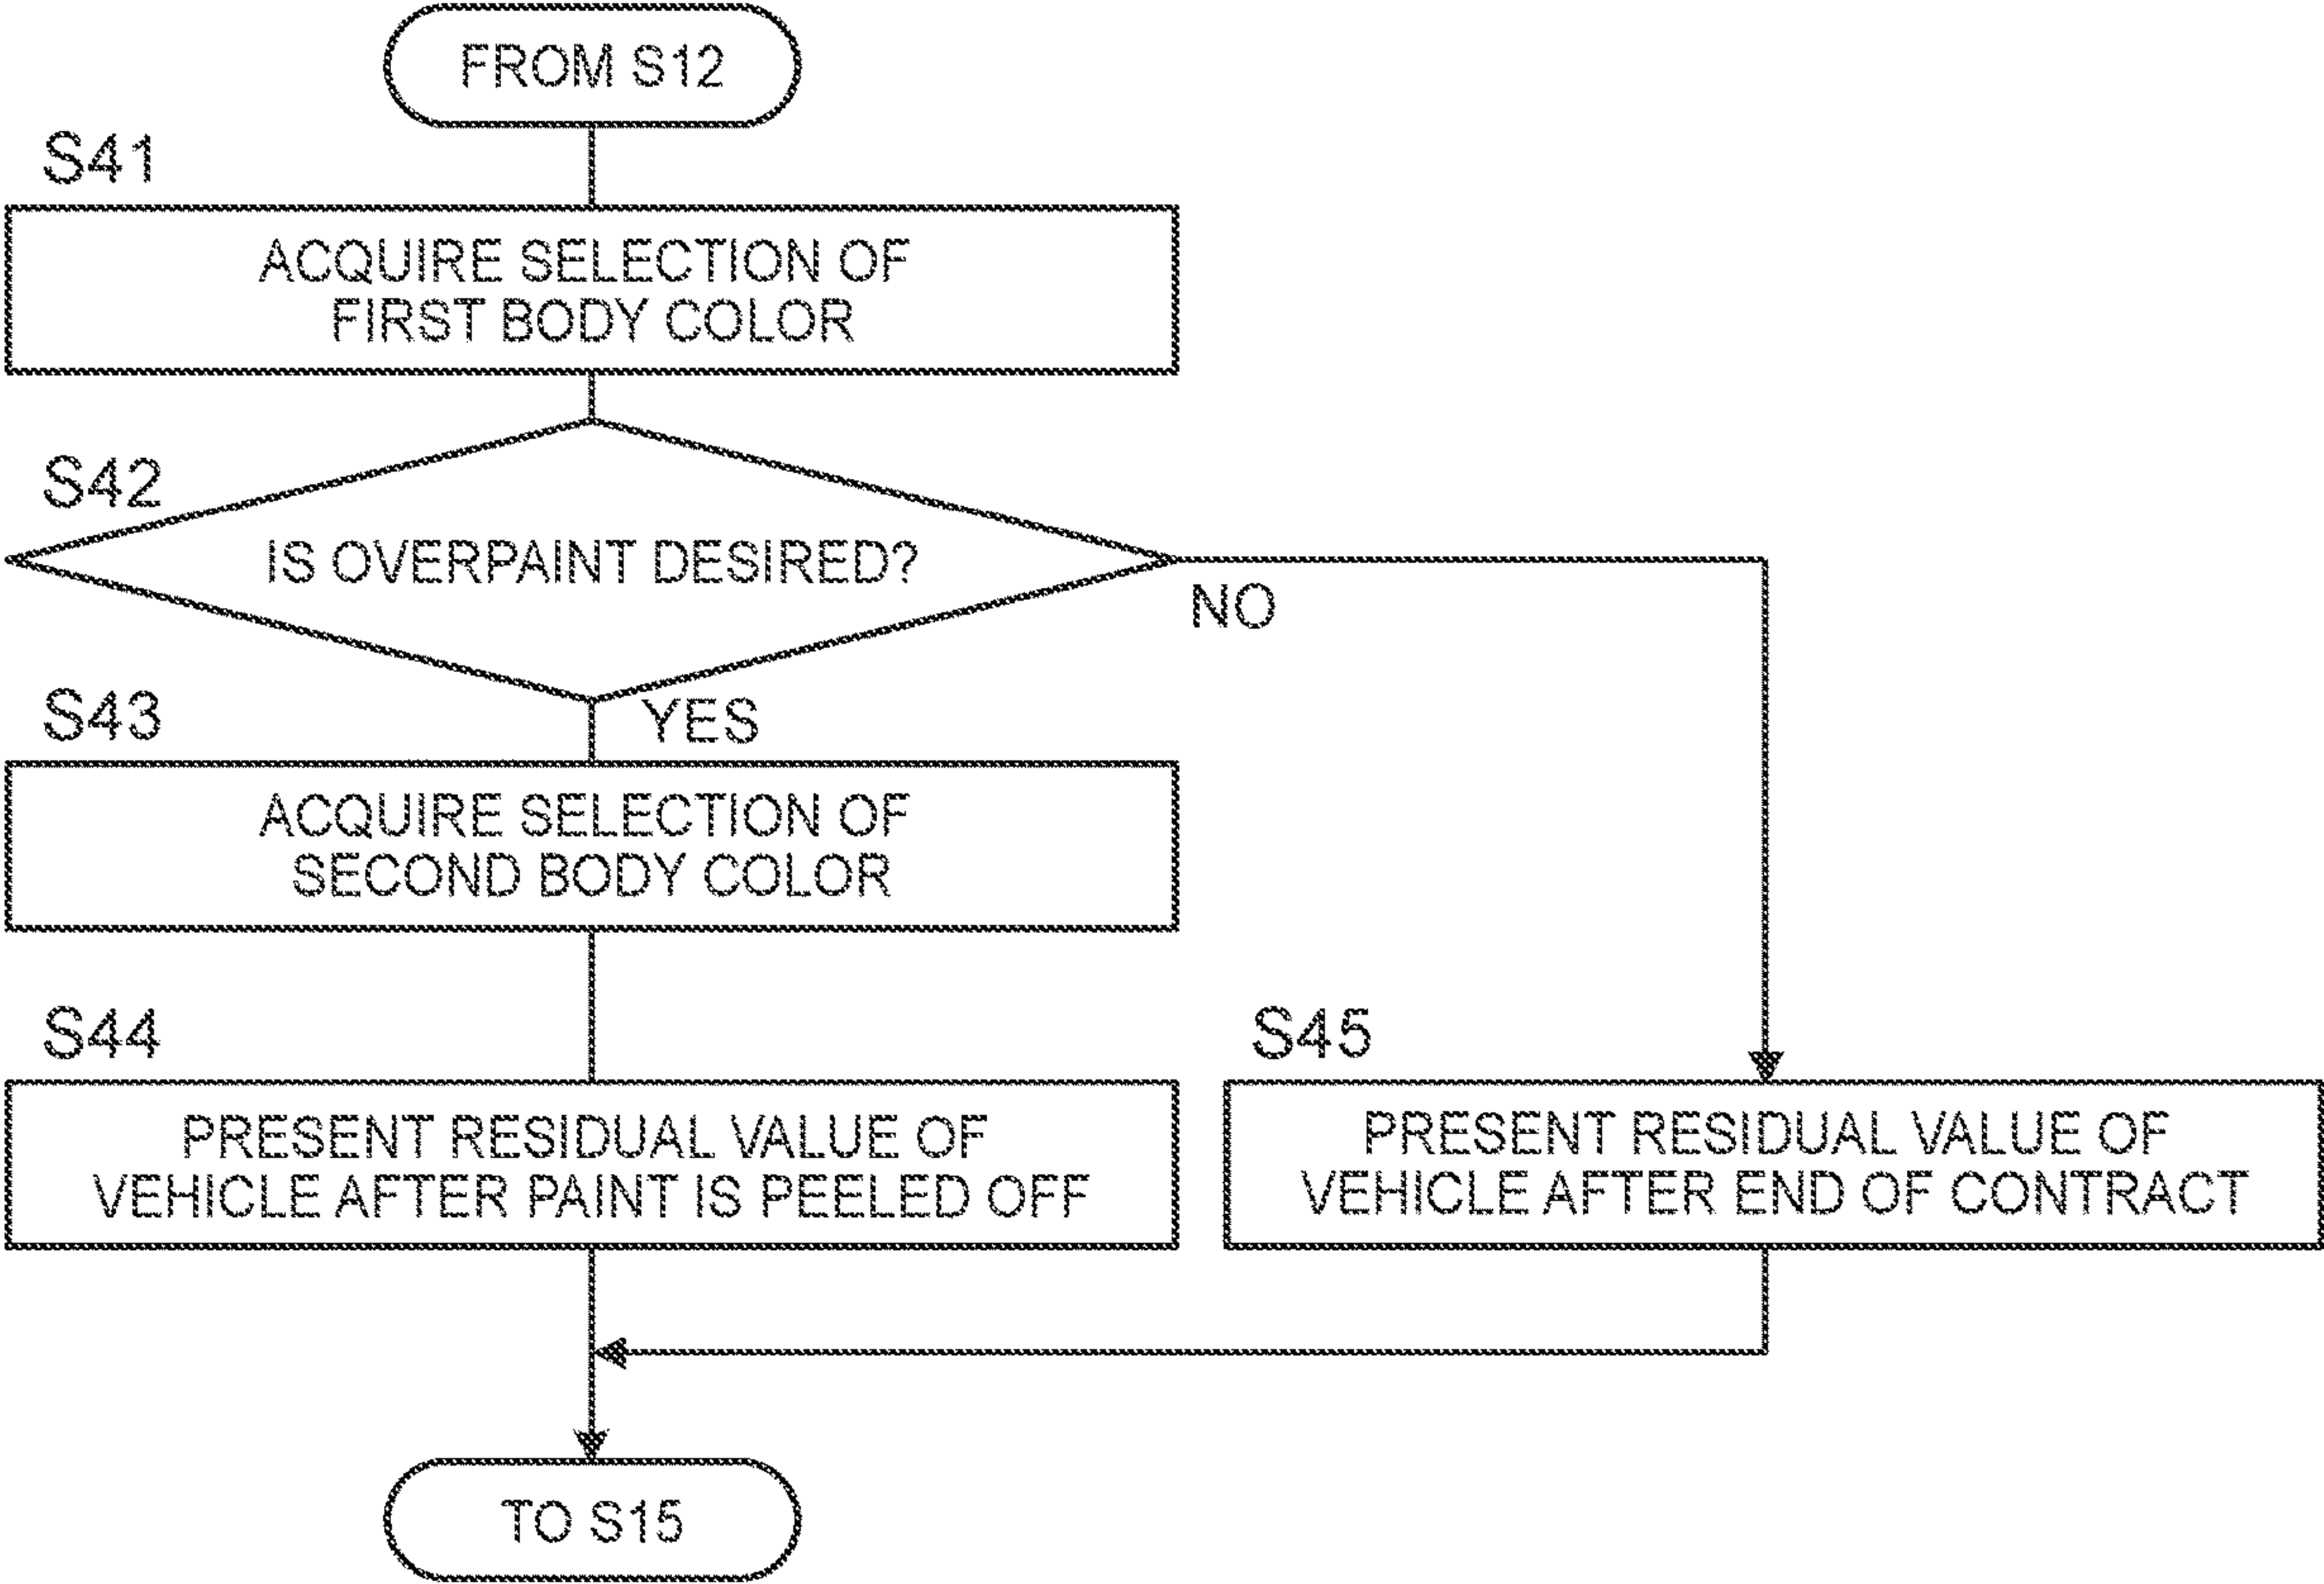 FROM S12
S41
ACQUIRE SELECTION OF
FIRST BODY COLOR
S42
IS OVERPAINT DESIRED?
NO
YES
S43
ACQUIRE SELECTION OF
SECOND BODY COLOR
S44
PRESENT RESIDUAL VALUE OF
VEHICLE AFTER PAINT IS PEELED OFF
S45
PRESENT RESIDUAL VALUE OF
VEHICLE AFTER END OF CONTRACT
TO S15